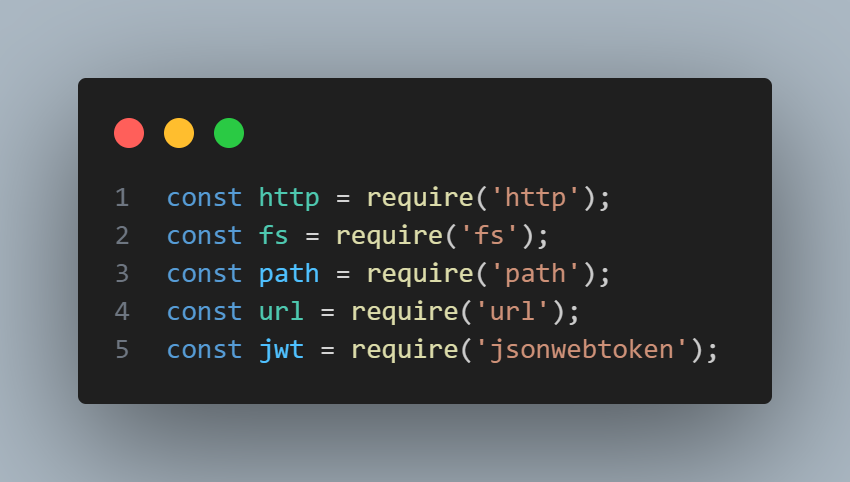 1 const http = require('http');
2 const fs = require('fs');
3 const path = require('path');
4 const url = require('url');
5 const jwt = require('jsonwebtoken');